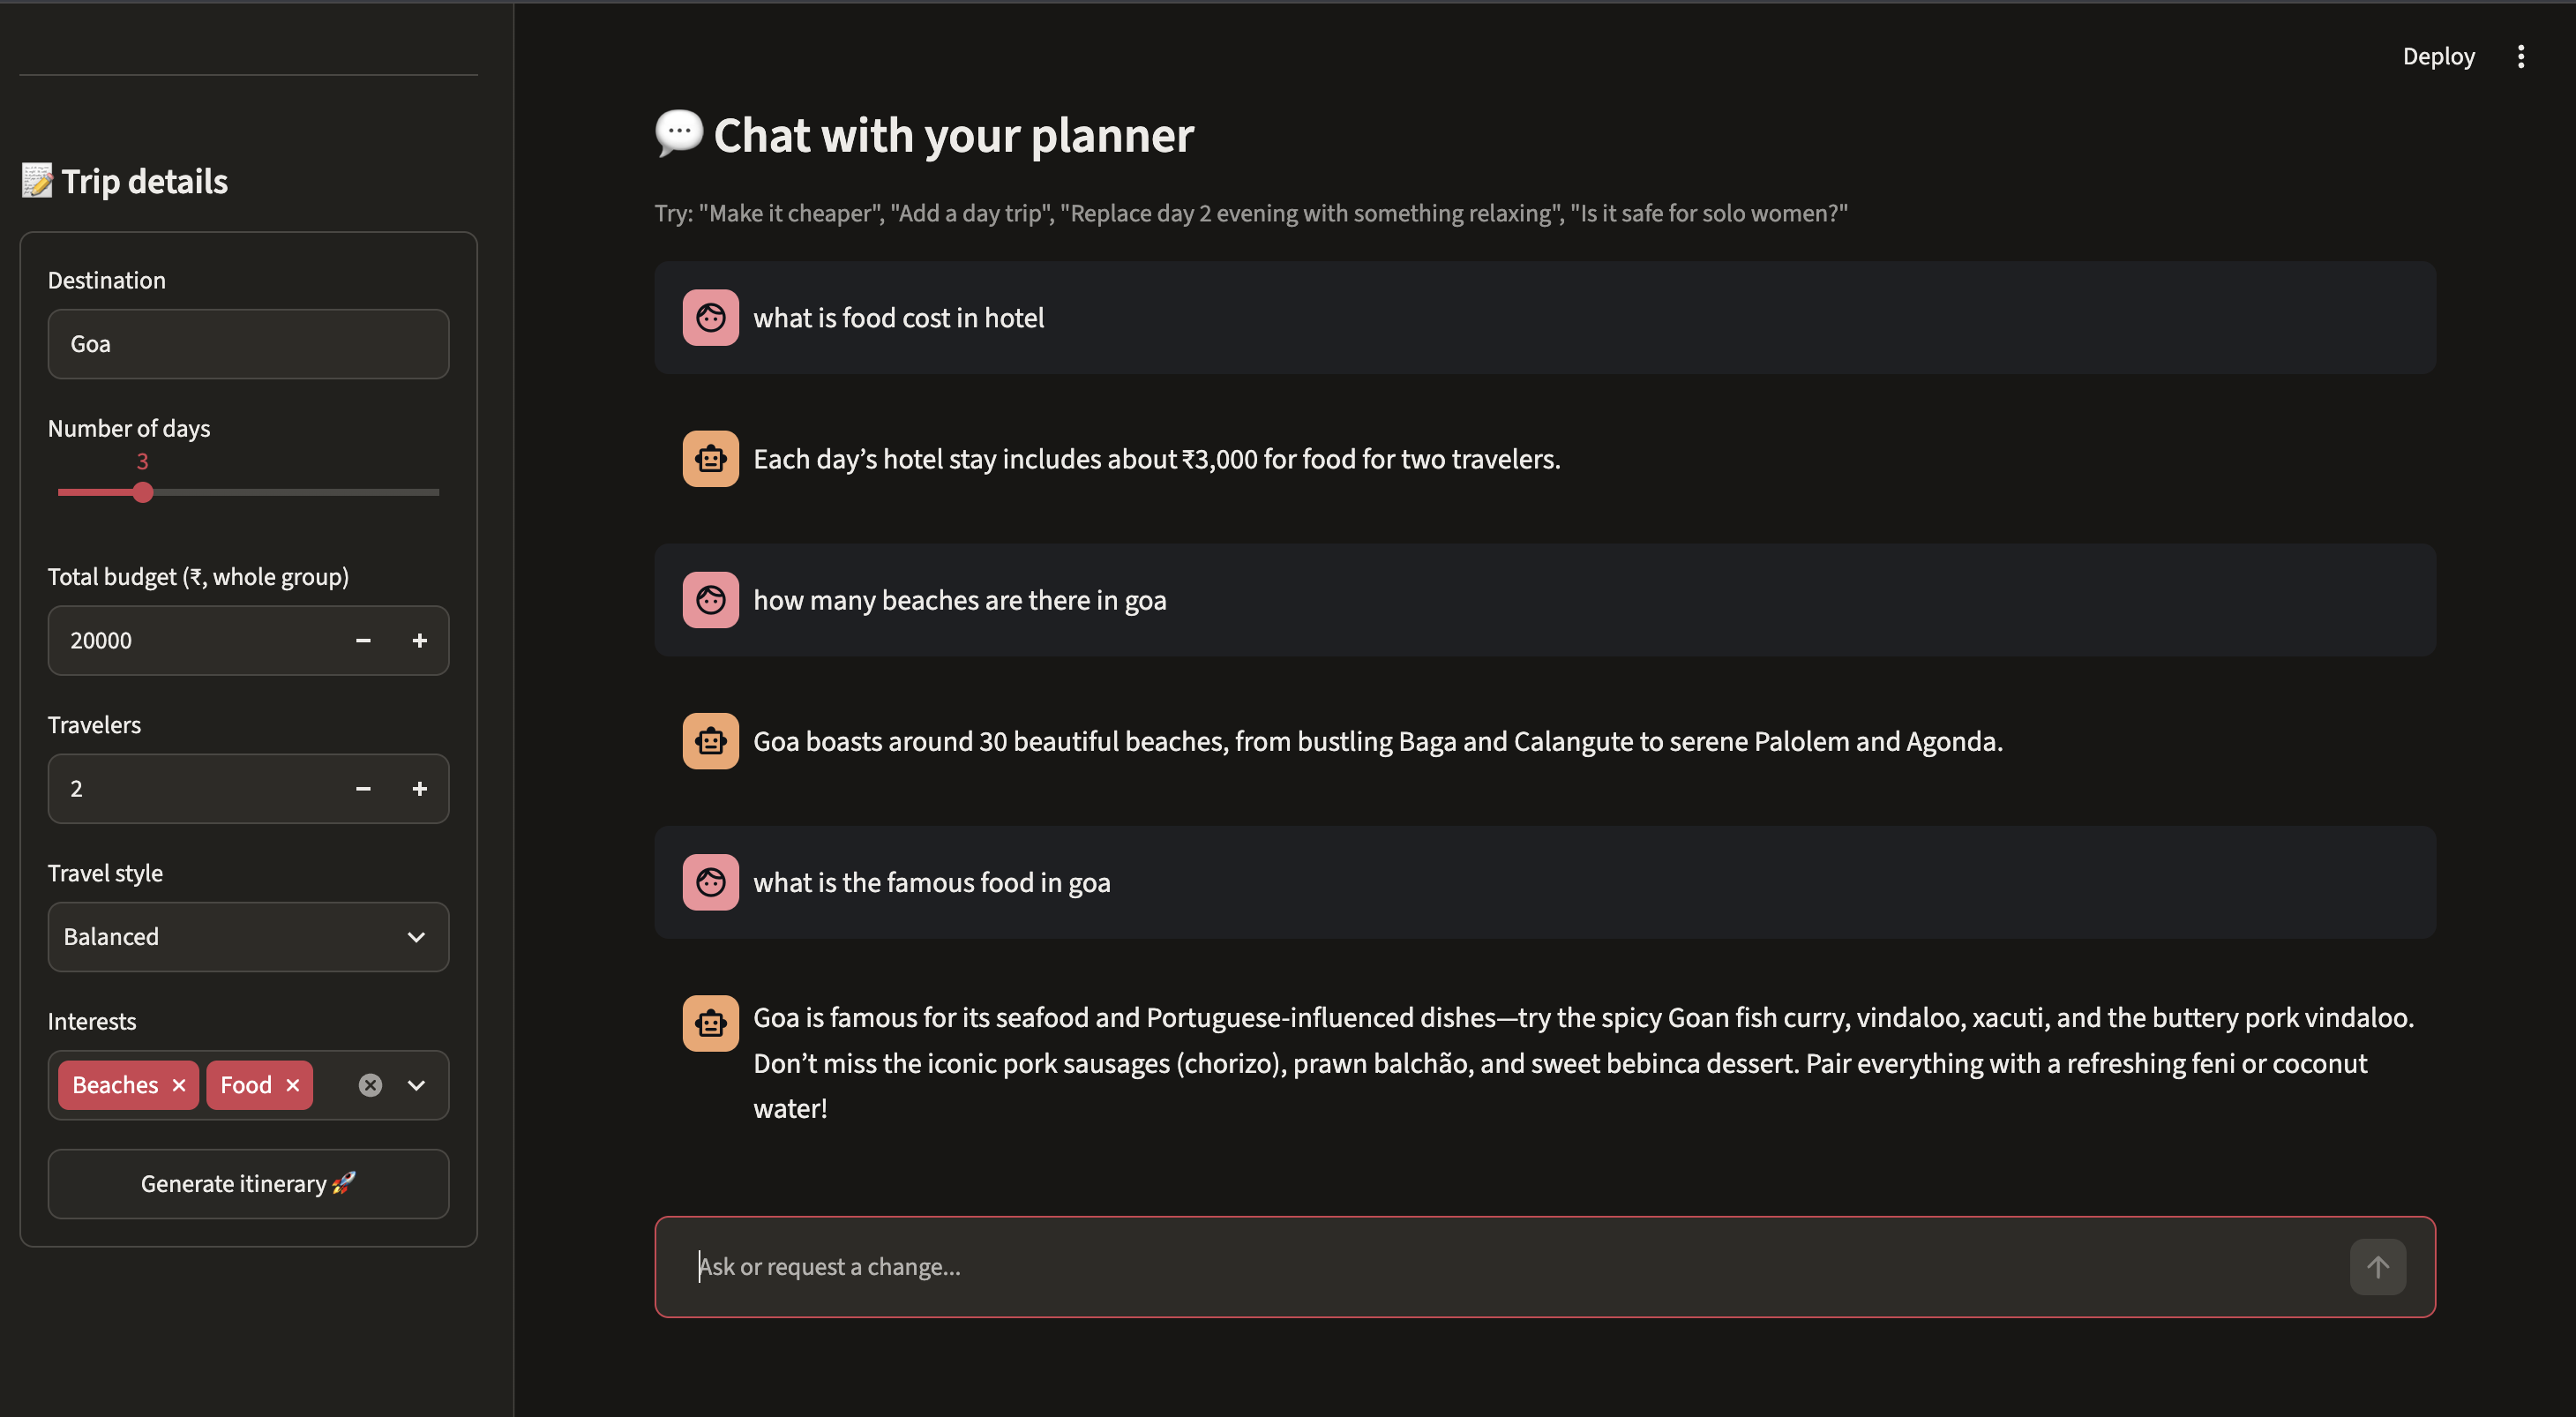 Deploy
📝 Trip details
Destination
Goa
Number of days
3
Total budget (₹, whole group)
20000
Travelers
2
Travel style
Balanced
Interests
Beaches
Food
Generate itinerary 🚀
💬 Chat with your planner
Try: "Make it cheaper", "Add a day trip", "Replace day 2 evening with something relaxing", "Is it safe for solo women?"
what is food cost in hotel
Each day’s hotel stay includes about ₹3,000 for food for two travelers.
how many beaches are there in goa
Goa boasts around 30 beautiful beaches, from bustling Baga and Calangute to serene Palolem and Agonda.
what is the famous food in goa
Goa is famous for its seafood and Portuguese-influenced dishes—try the spicy Goan fish curry, vindaloo, xacuti, and the buttery pork vindaloo.
Don’t miss the iconic pork sausages (chorizo), prawn balchão, and sweet bebinca dessert. Pair everything with a refreshing feni or coconut
water!
Ask or request a change...